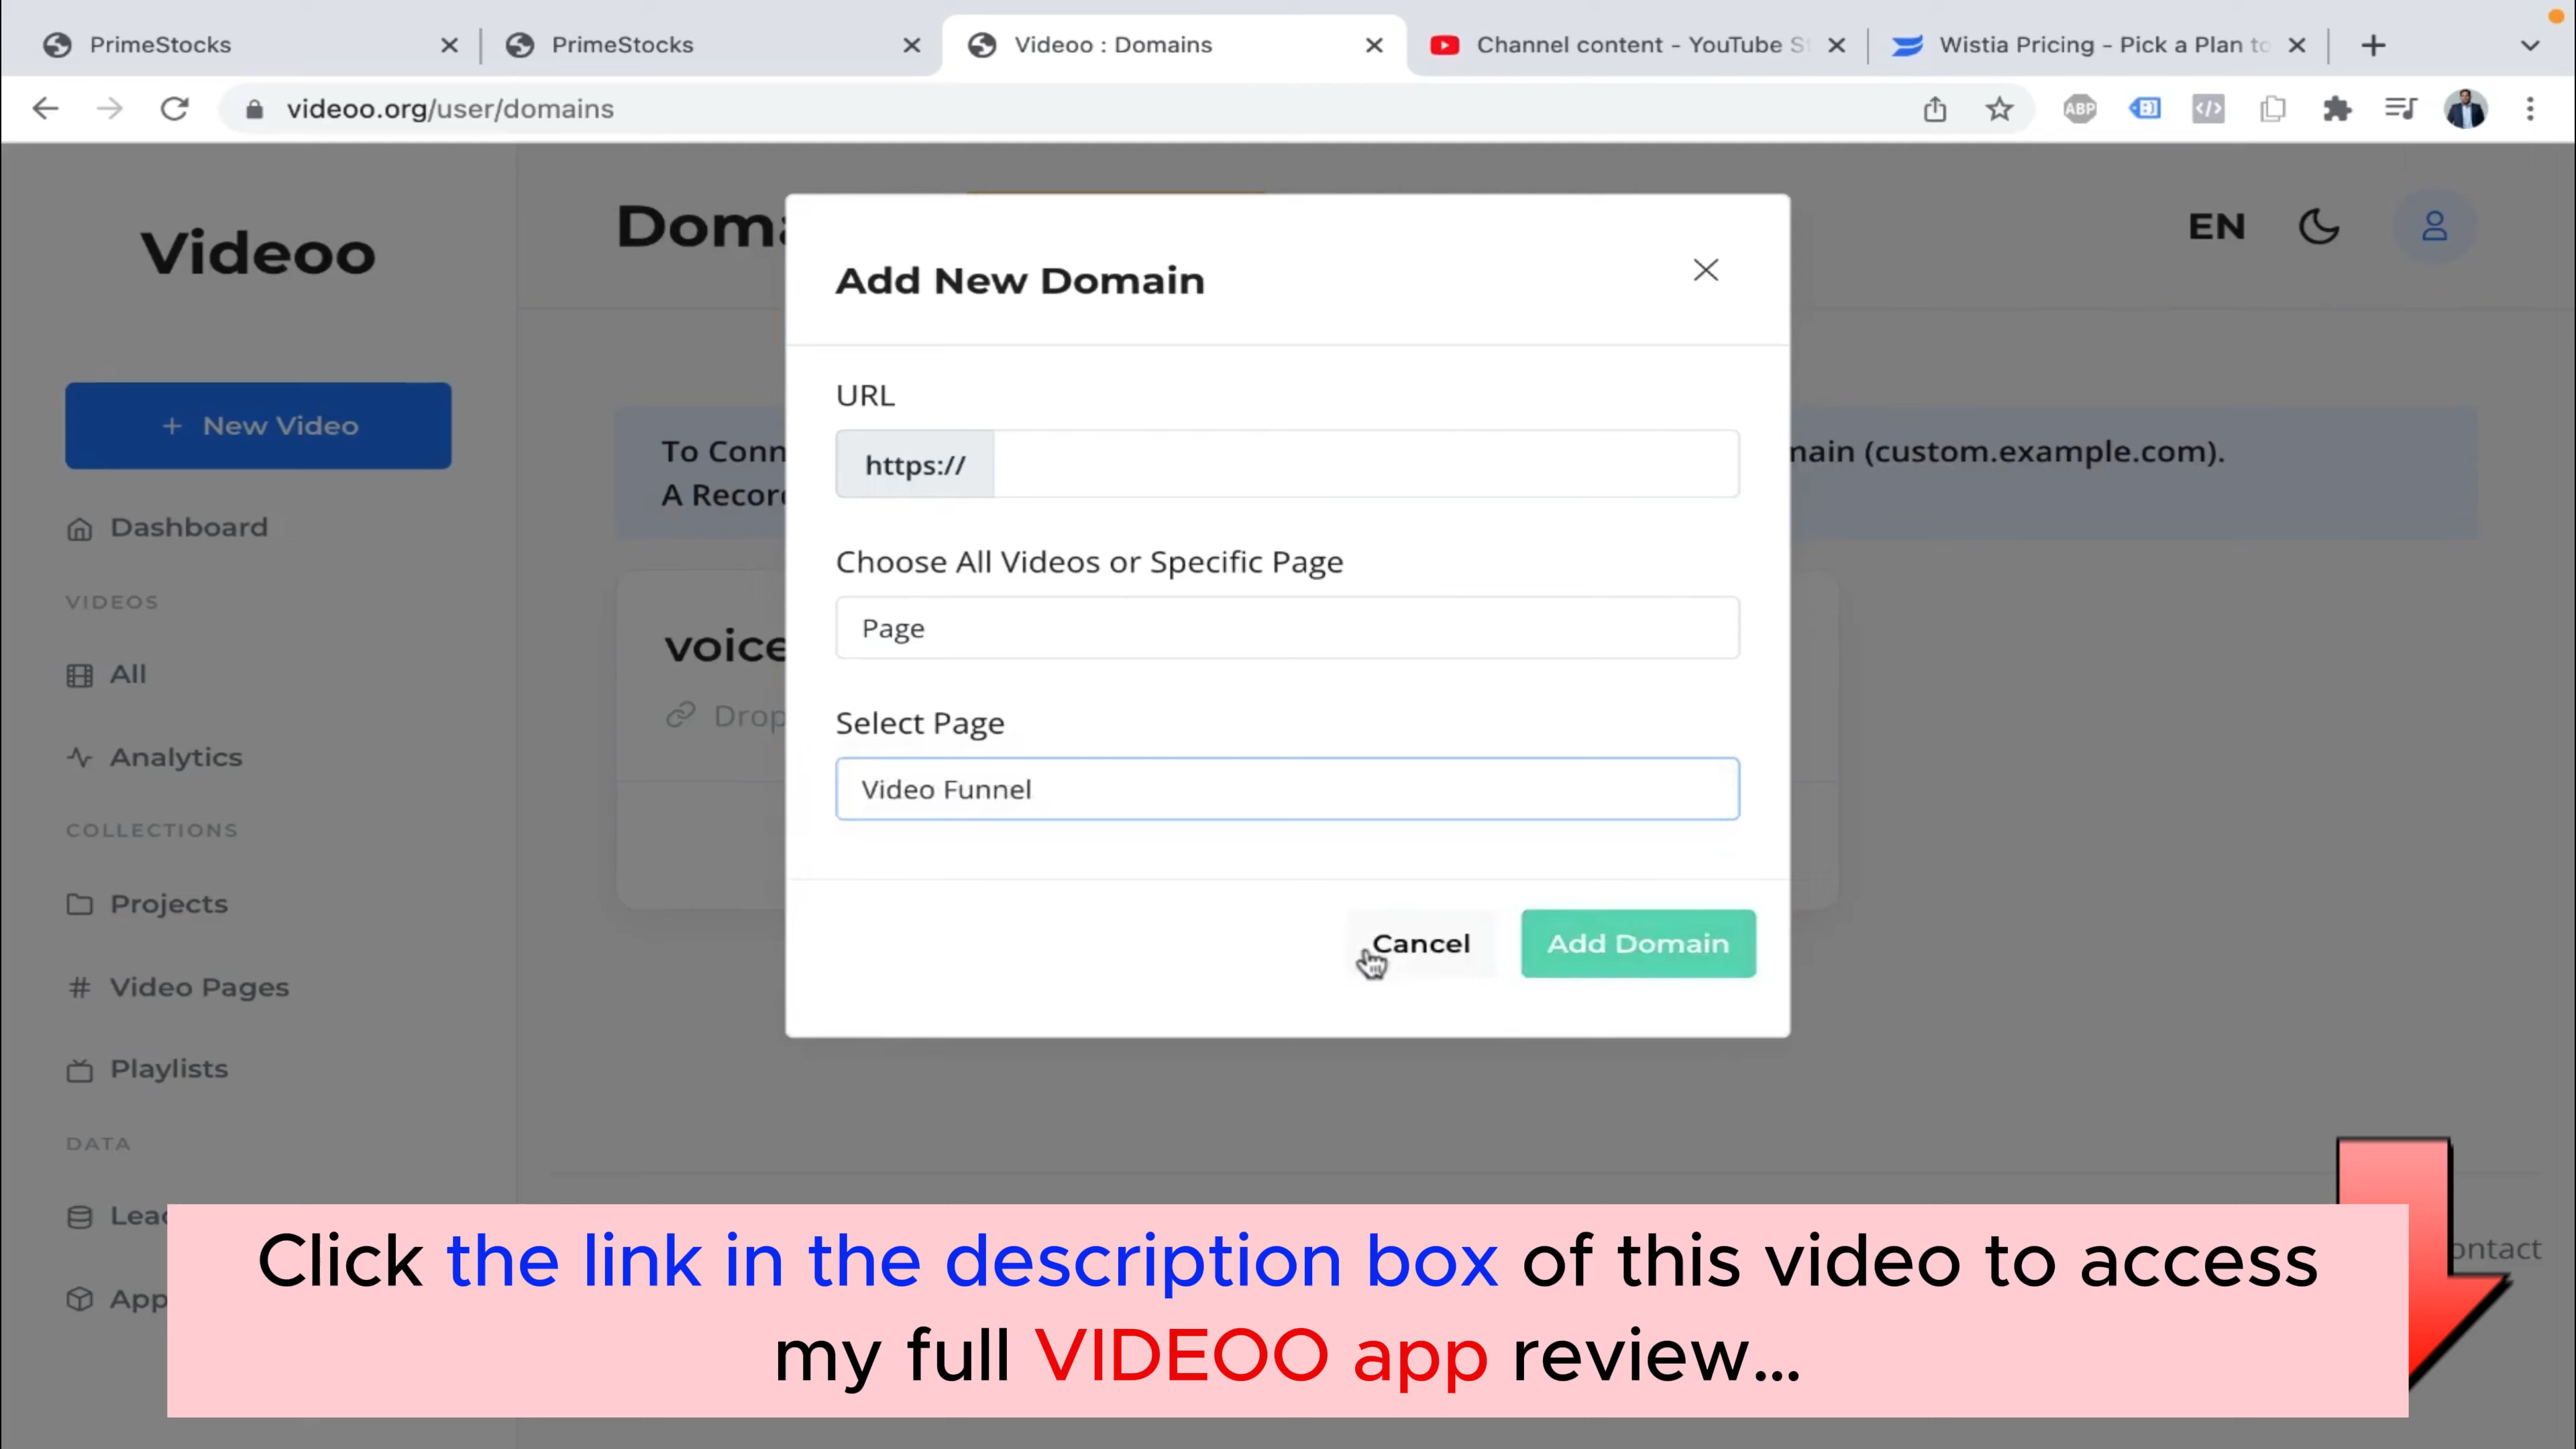 PrimeStocks
PrimeStocks
Videoo : Domains
Channel content - YouTube S
Wistia Pricing - Pick a Plan to
videoo.org/user/domains
ABP
Videoo
Doma
EN
Add New Domain
+ New Video
URL
https://
To Conn
main (custom.example.com).
A Record
Dashboard
Choose All Videos or Specific Page
VIDEOS
Page
voice
All
Drop
Select Page
Analytics
Video Funnel
COLLECTIONS
Projects
Cancel
Add Domain
# Video Pages
Playlists
DATA
Lea
Contact
App
Click the link in the description box of this video to access
my full VIDEOO app review...